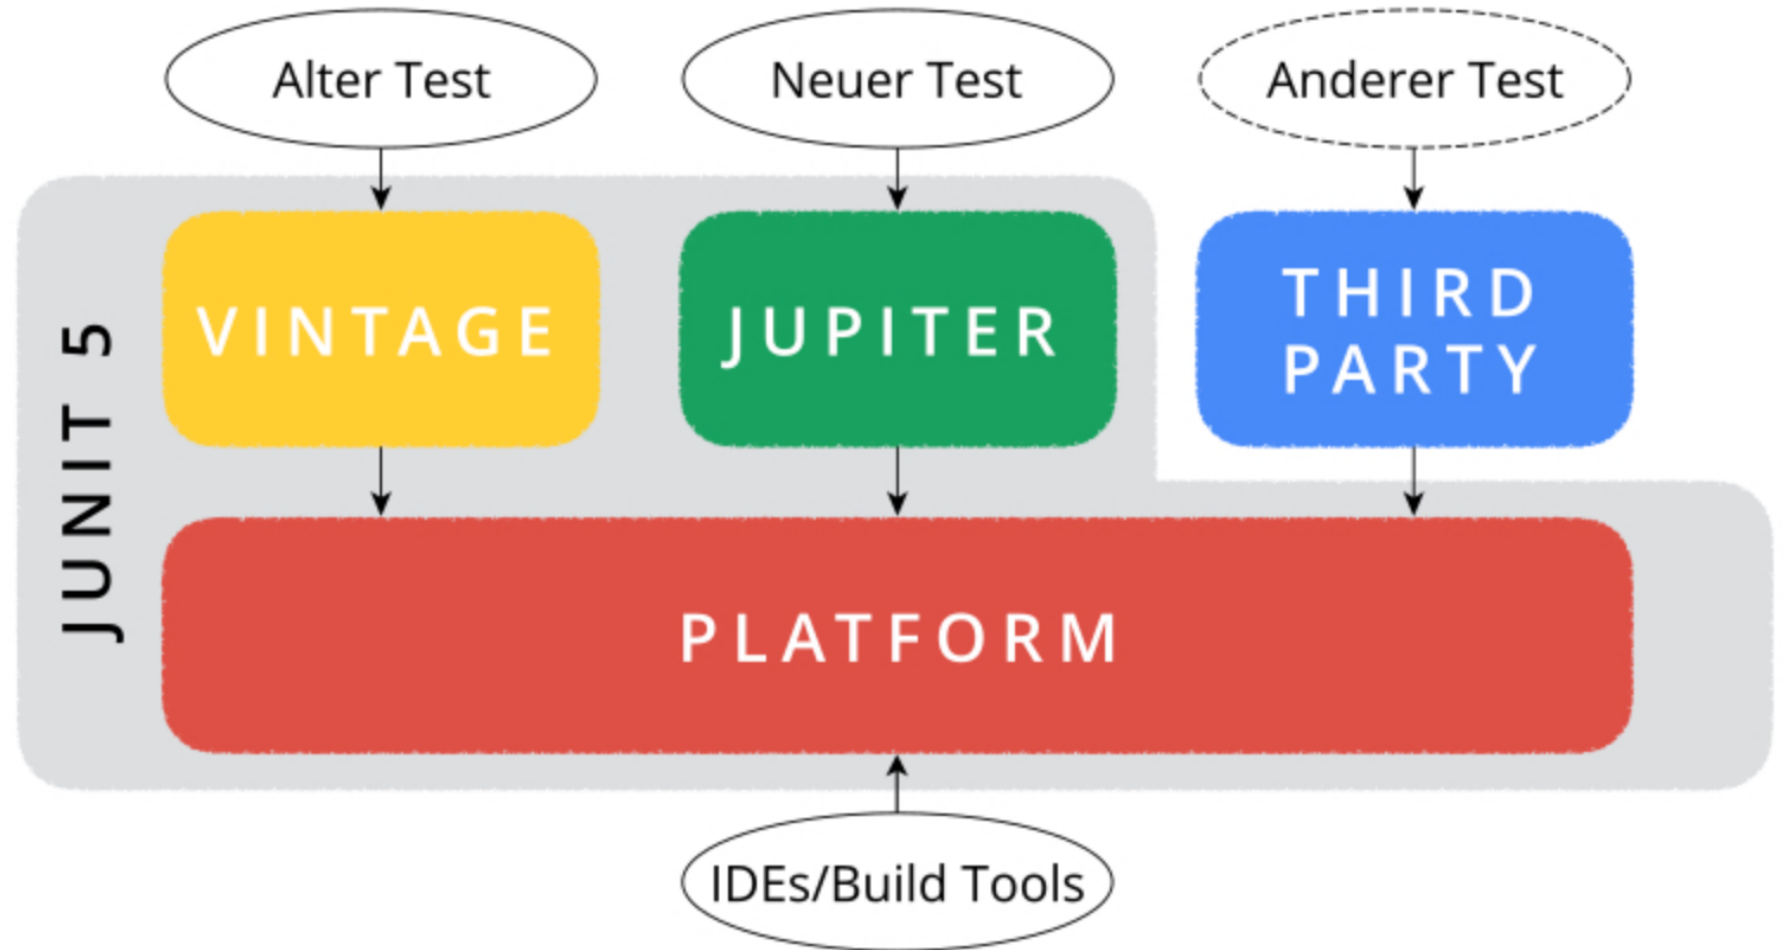 Alter Test
Neuer Test
Anderer Test
JUNIT 5
VINTAGE
JUPITER
THIRD
PARTY
PLATFORM
IDEs/Build Tools